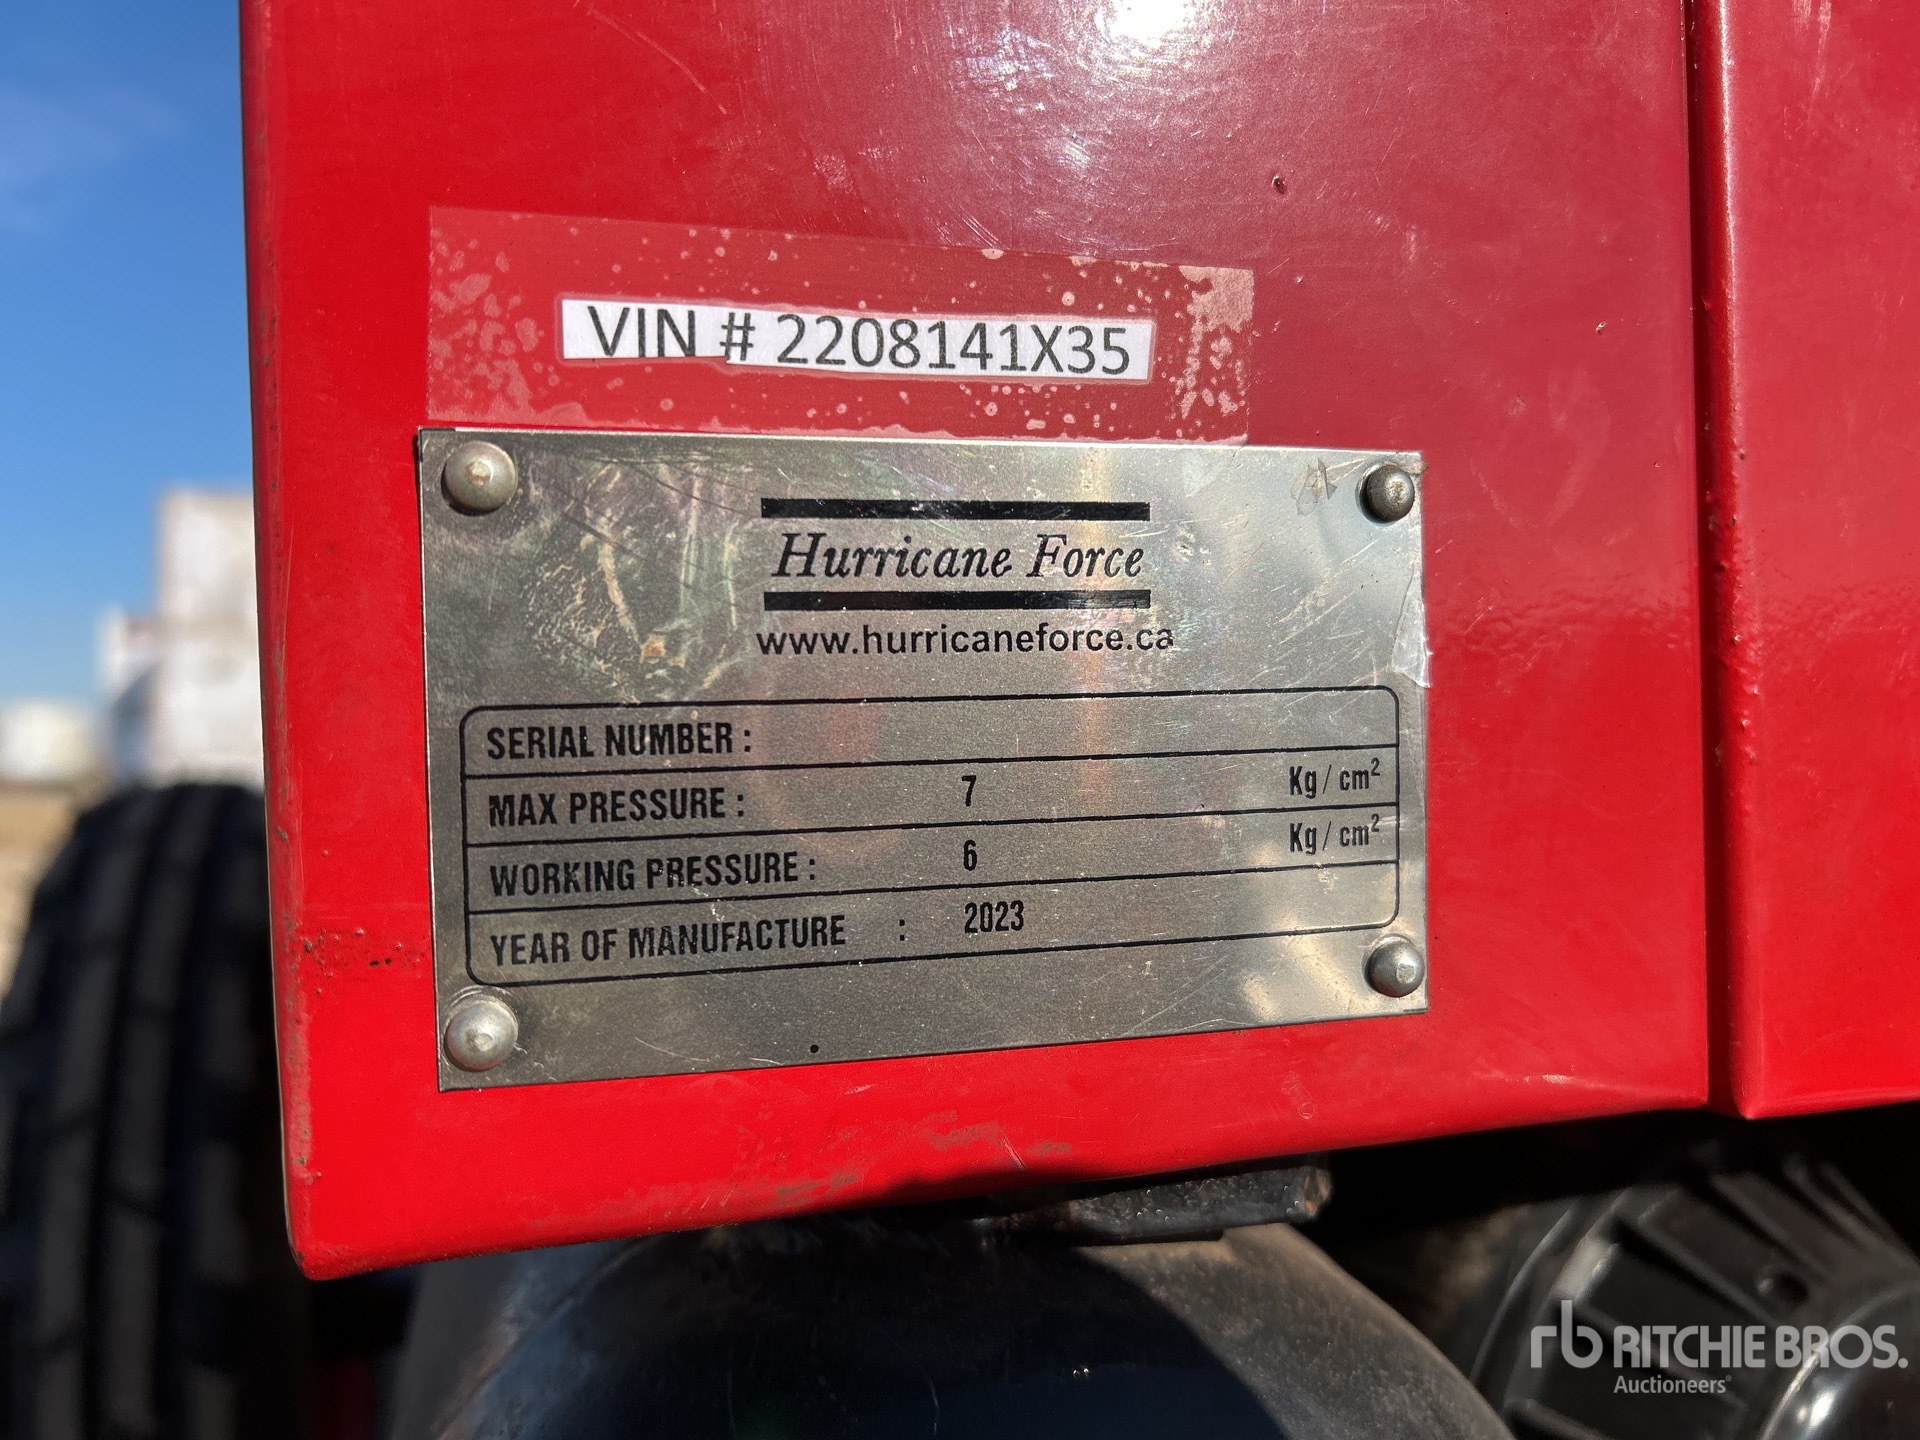 VIN # 2208141X35
Hurricane Force
www.hurricaneforce.ca
SERIAL NUMBER :
MAX PRESSURE : 7 Kg / cm²
WORKING PRESSURE : 6 Kg / cm²
YEAR OF MANUFACTURE : 2023
rb RITCHIE BROS.
Auctioneers